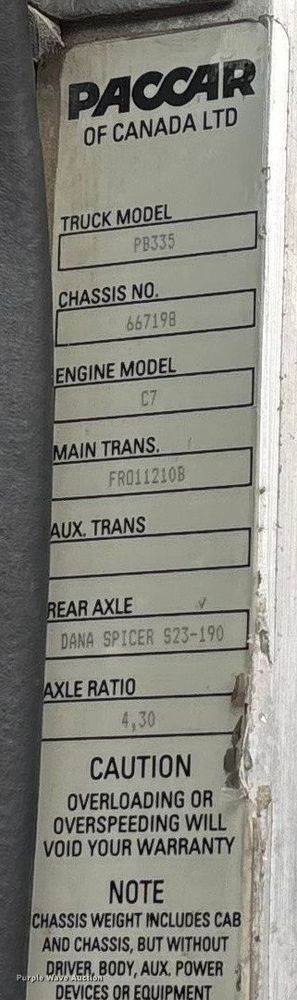 PACCAR
OF CANADA LTD
TRUCK MODEL
PB335
CHASSIS NO.
667198
ENGINE MODEL
C7
MAIN TRANS.
FRO11210B
AUX. TRANS
REAR AXLE
DANA SPICER S23-190
AXLE RATIO
4,30
CAUTION
OVERLOADING OR
OVERSPEEDING WILL
VOID YOUR WARRANTY
NOTE
CHASSIS WEIGHT INCLUDES CAB
AND CHASSIS, BUT WITHOUT
DRIVER, BODY, AUX. POWER
DEVICES OR EQUIPMENT
Purple Wave Auction